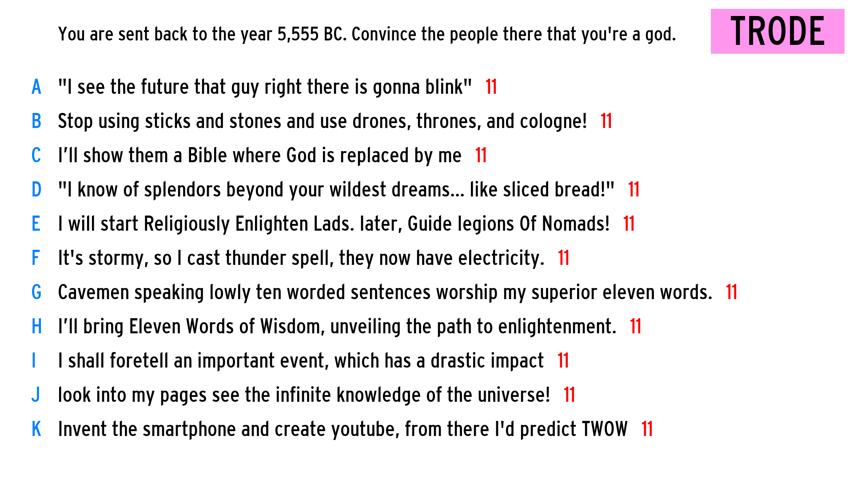 You are sent back to the year 5,555 BC. Convince the people there that you're a god.
TRODE
A "I see the future that guy right there is gonna blink" 11
B Stop using sticks and stones and use drones, thrones, and cologne! 11
C I’ll show them a Bible where God is replaced by me 11
D "I know of splendors beyond your wildest dreams... like sliced bread!" 11
E I will start Religiously Enlighten Lads. later, Guide legions Of Nomads! 11
F It's stormy, so I cast thunder spell, they now have electricity. 11
G Cavemen speaking lowly ten worded sentences worship my superior eleven words. 11
H I’ll bring Eleven Words of Wisdom, unveiling the path to enlightenment. 11
I I shall foretell an important event, which has a drastic impact 11
J look into my pages see the infinite knowledge of the universe! 11
K Invent the smartphone and create youtube, from there I'd predict TWOW 11